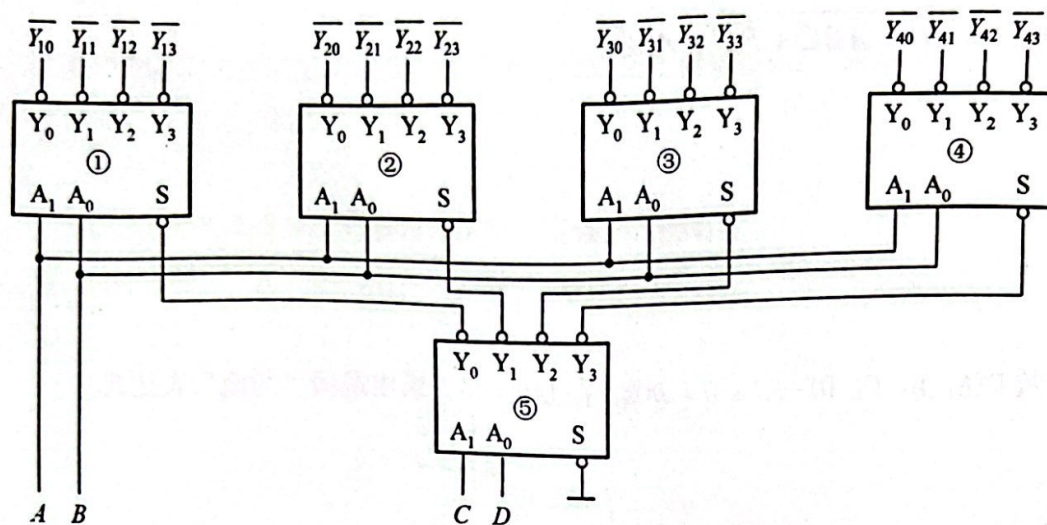 Y10 Y11 Y12 Y13 Y20 Y21 Y22 Y23 Y30 Y31 Y32 Y33 Y40 Y41 Y42 Y43
Y0 Y1 Y2 Y3 Y0 Y1 Y2 Y3 Y0 Y1 Y2 Y3 Y0 Y1 Y2 Y3
① ② ③ ④
A1 A0 S A1 A0 S A1 A0 S A1 A0 S
Y0 Y1 Y2 Y3
⑤
A1 A0 S
A B C D